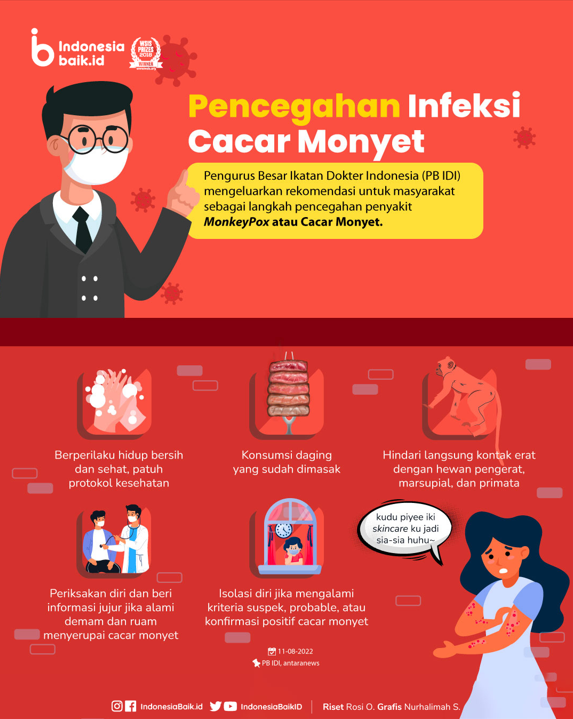 Indonesia
baik.id
WSIS
PRIZES
2018
WINNER
Pencegahan Infeksi
Cacar Monyet
Pengurus Besar Ikatan Dokter Indonesia (PB IDI)
mengeluarkan rekomendasi untuk masyarakat
sebagai langkah pencegahan penyakit
MonkeyPox atau Cacar Monyet.
Berperilaku hidup bersih
dan sehat, patuh
protokol kesehatan
Konsumsi daging
yang sudah dimasak
Hindari langsung kontak erat
dengan hewan pengerat,
marsupial, dan primata
Periksakan diri dan beri
informasi jujur jika alami
demam dan ruam
menyerupai cacar monyet
Isolasi diri jika mengalami
kriteria suspek, probable, atau
konfirmasi positif cacar monyet
kudu piyee iki
skincare ku jadi
sia-sia huhu~
11-08-2022
PB IDI, antaranews
IndonesiaBaik.id IndonesiaBaikID Riset Rosi O. Grafis Nurhalimah S.